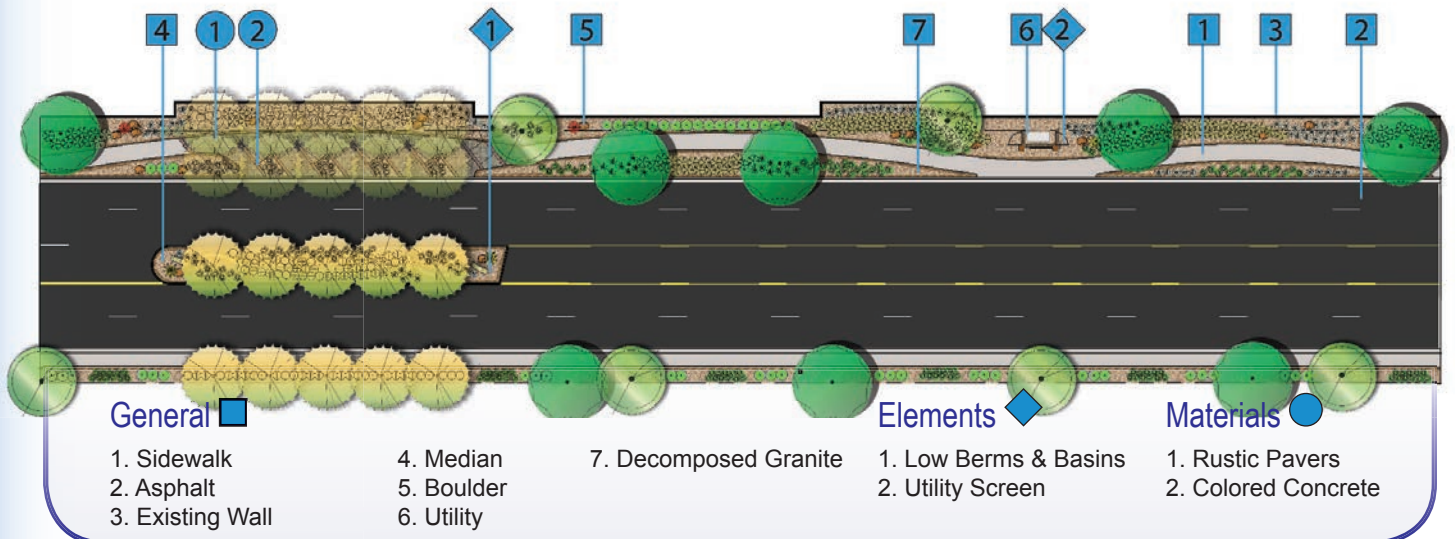 4 1 2 1 5 7 6 2 1 3 2
General
1. Sidewalk
2. Asphalt
3. Existing Wall
4. Median
5. Boulder
6. Utility
7. Decomposed Granite
Elements
1. Low Berms & Basins
2. Utility Screen
Materials
1. Rustic Pavers
2. Colored Concrete